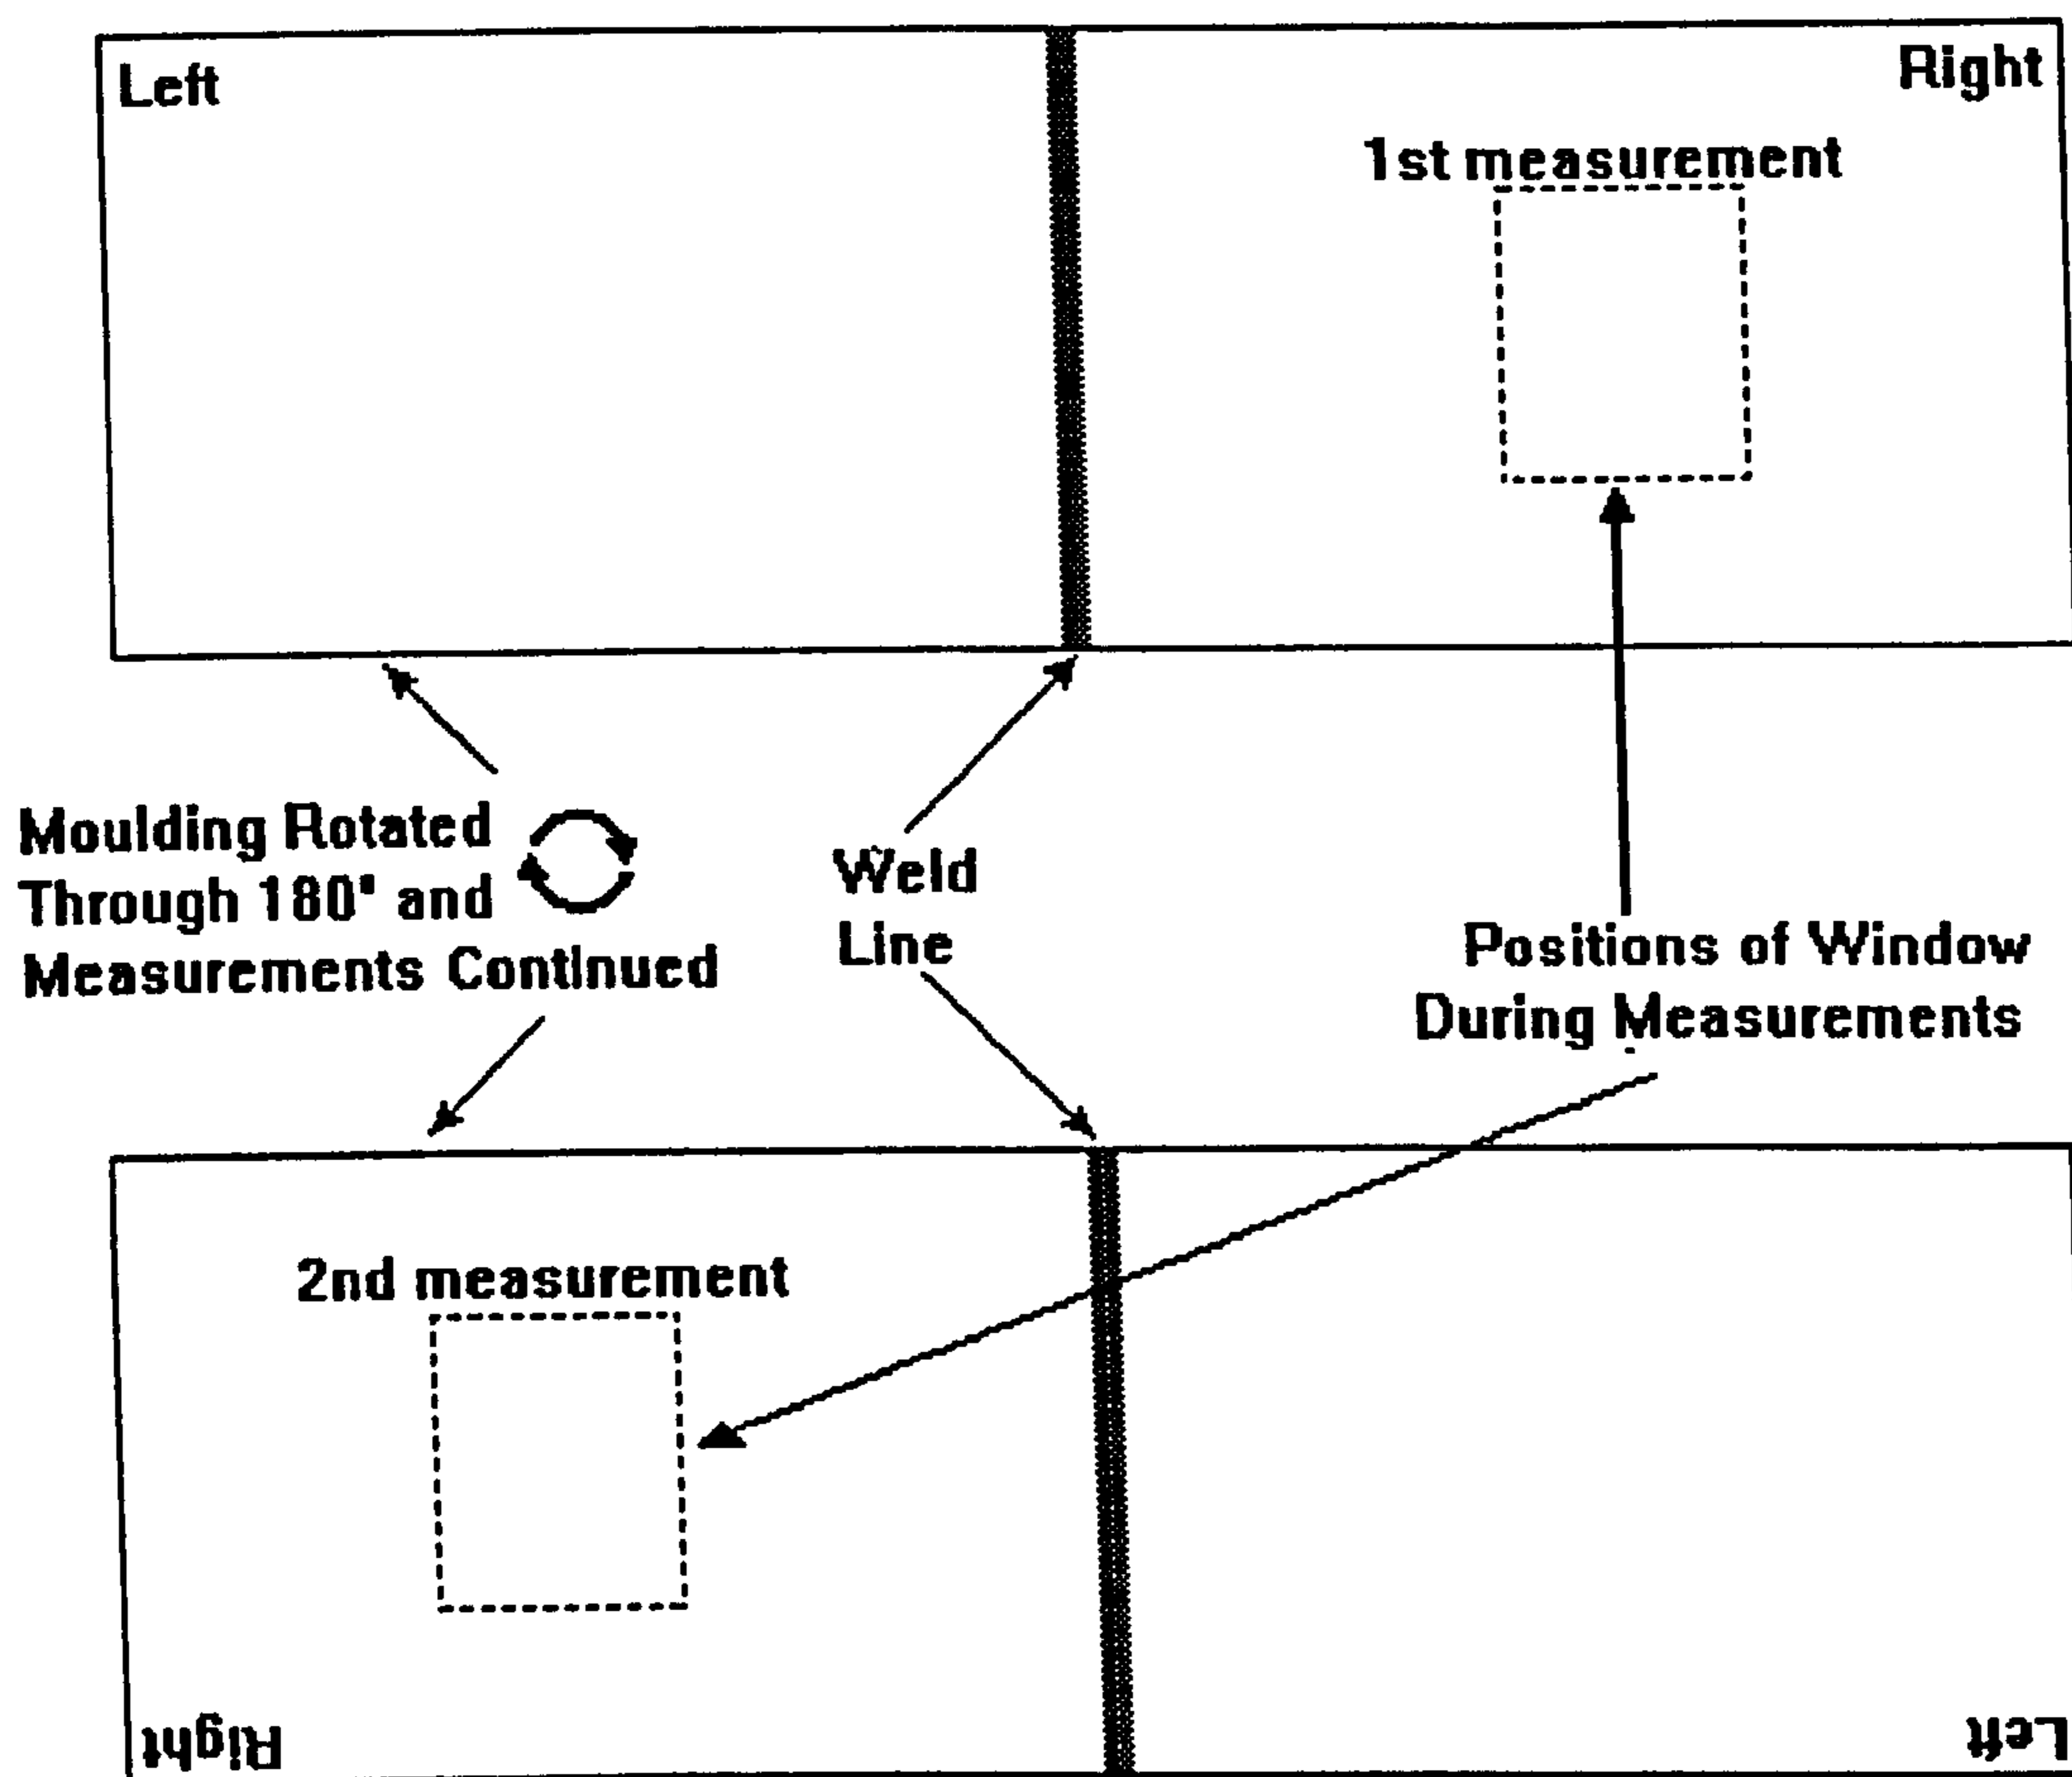 Left
Right
1st measurement
Moulding Rotated
Through 180° and
Measurements Continued
Weld
Line
Positions of Window
During Measurements
2nd measurement
Right
Left